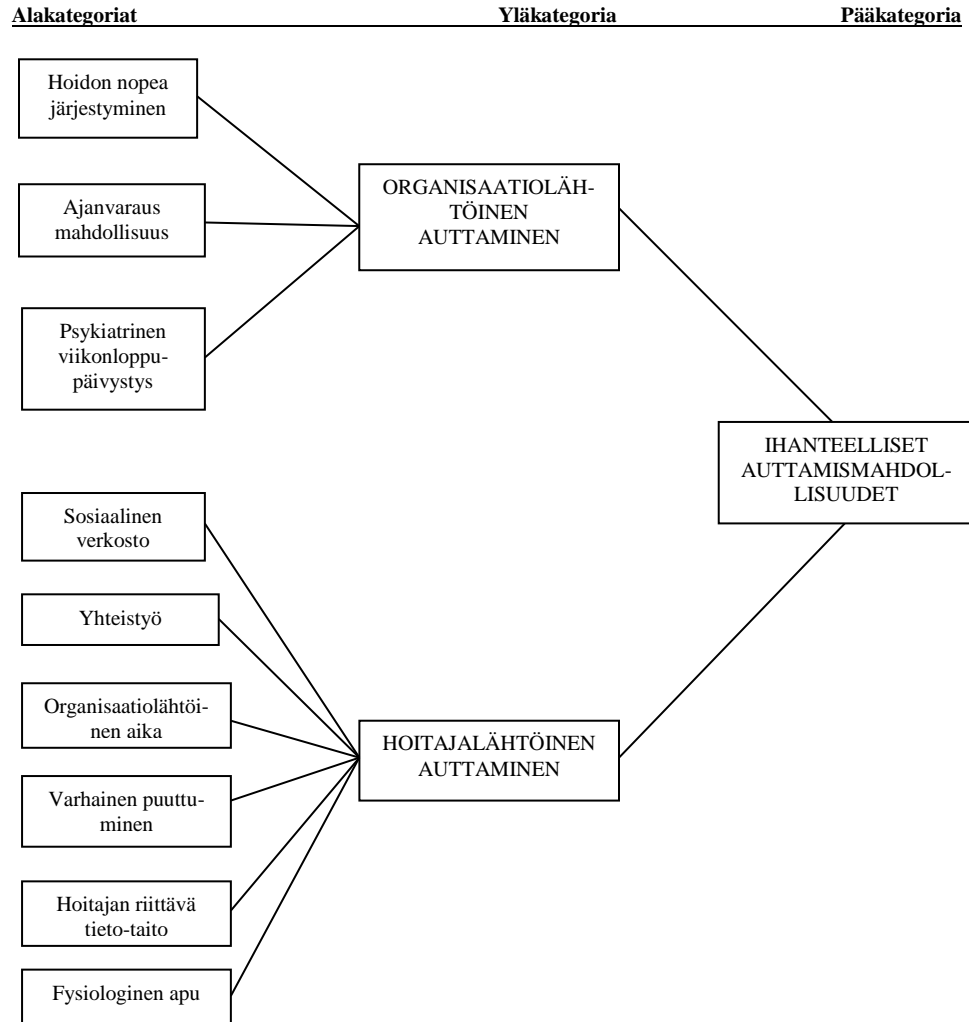 Alakategoriat Yläkategoria Pääkategoria
Hoidon nopea
järjestyminen
Ajanvaraus
mahdollisuus
Psykiatrinen
viikonloppu-
päivystys
ORGANISAATIOLÄH-
TÖINEN
AUTTAMINEN
IHANTEELLISET
AUTTAMISMAHDOL-
LISUUDET
Sosiaalinen
verkosto
Yhteistyö
Organisaatiolähtöi-
nen aika
Varhainen puuttu-
minen
Hoitajan riittävä
tieto-taito
Fysiologinen apu
HOITAJALÄHTÖINEN
AUTTAMINEN